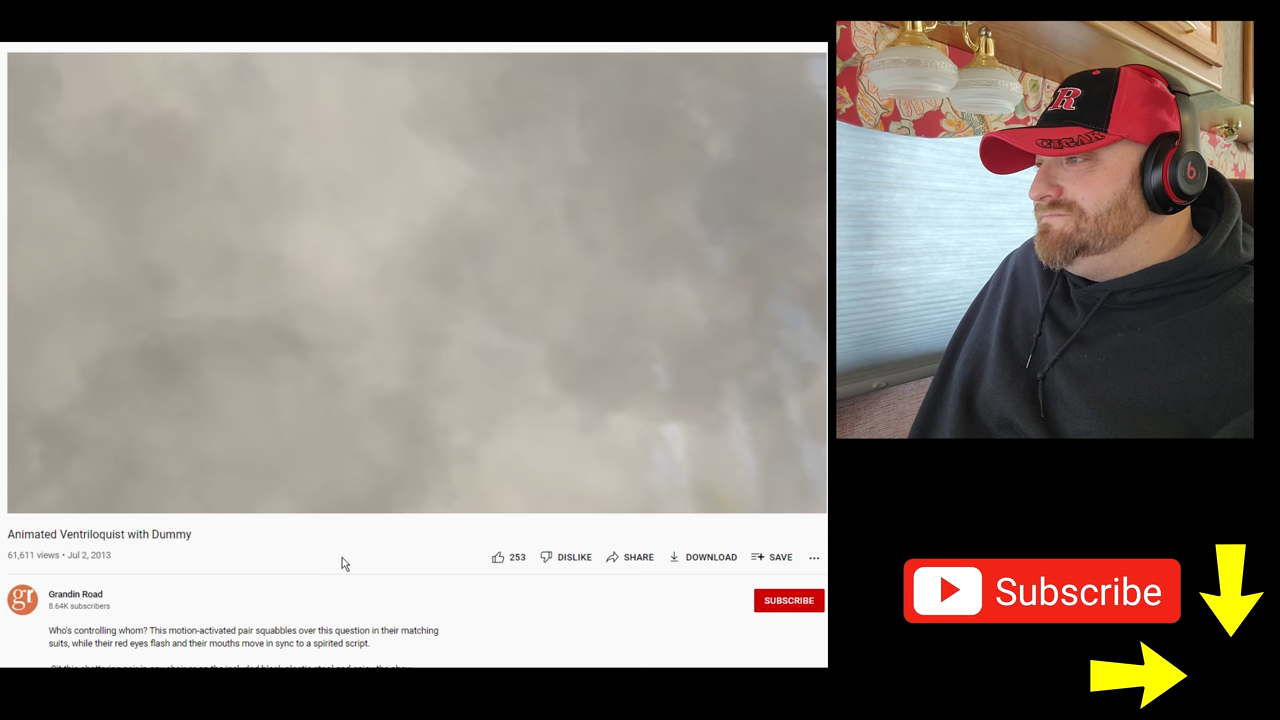 R
CIGAR
b
Animated Ventriloquist with Dummy
61,611 views • Jul 2, 2013
253 DISLIKE SHARE DOWNLOAD SAVE ...
gr
Grandin Road
8.64K subscribers
SUBSCRIBE
Who's controlling whom? This motion-activated pair squabbles over this question in their matching
suits, while their red eyes flash and their mouths move in sync to a spirited script.
Subscribe